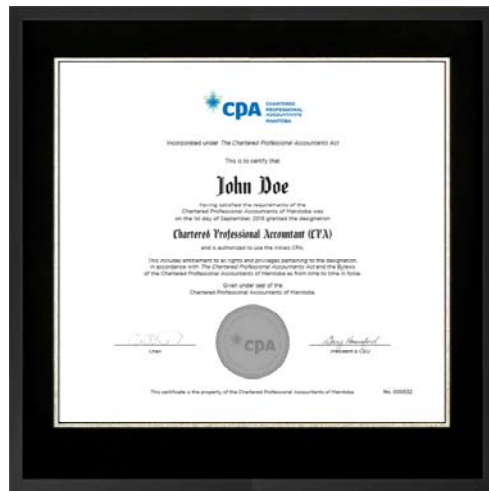 CPA
CHARTERED
PROFESSIONAL
ACCOUNTANTS
MANITOBA
Incorporated under The Chartered Professional Accountants Act
This is to certify that
John Doe
having satisfied the requirements of the
Chartered Professional Accountants of Manitoba was
on the 1st day of September 2015 granted the designation
Chartered Professional Accountant (CPA)
and is authorized to use the initials CPA.
This includes entitlement to all rights and privileges pertaining to the designation,
in accordance with The Chartered Professional Accountants Act and the Bylaws
of the Chartered Professional Accountants of Manitoba as from time to time in force.
Given under seal of the
Chartered Professional Accountants of Manitoba.
CPA
Chair
President & CEO
This certificate is the property of the Chartered Professional Accountants of Manitoba
No. 000532